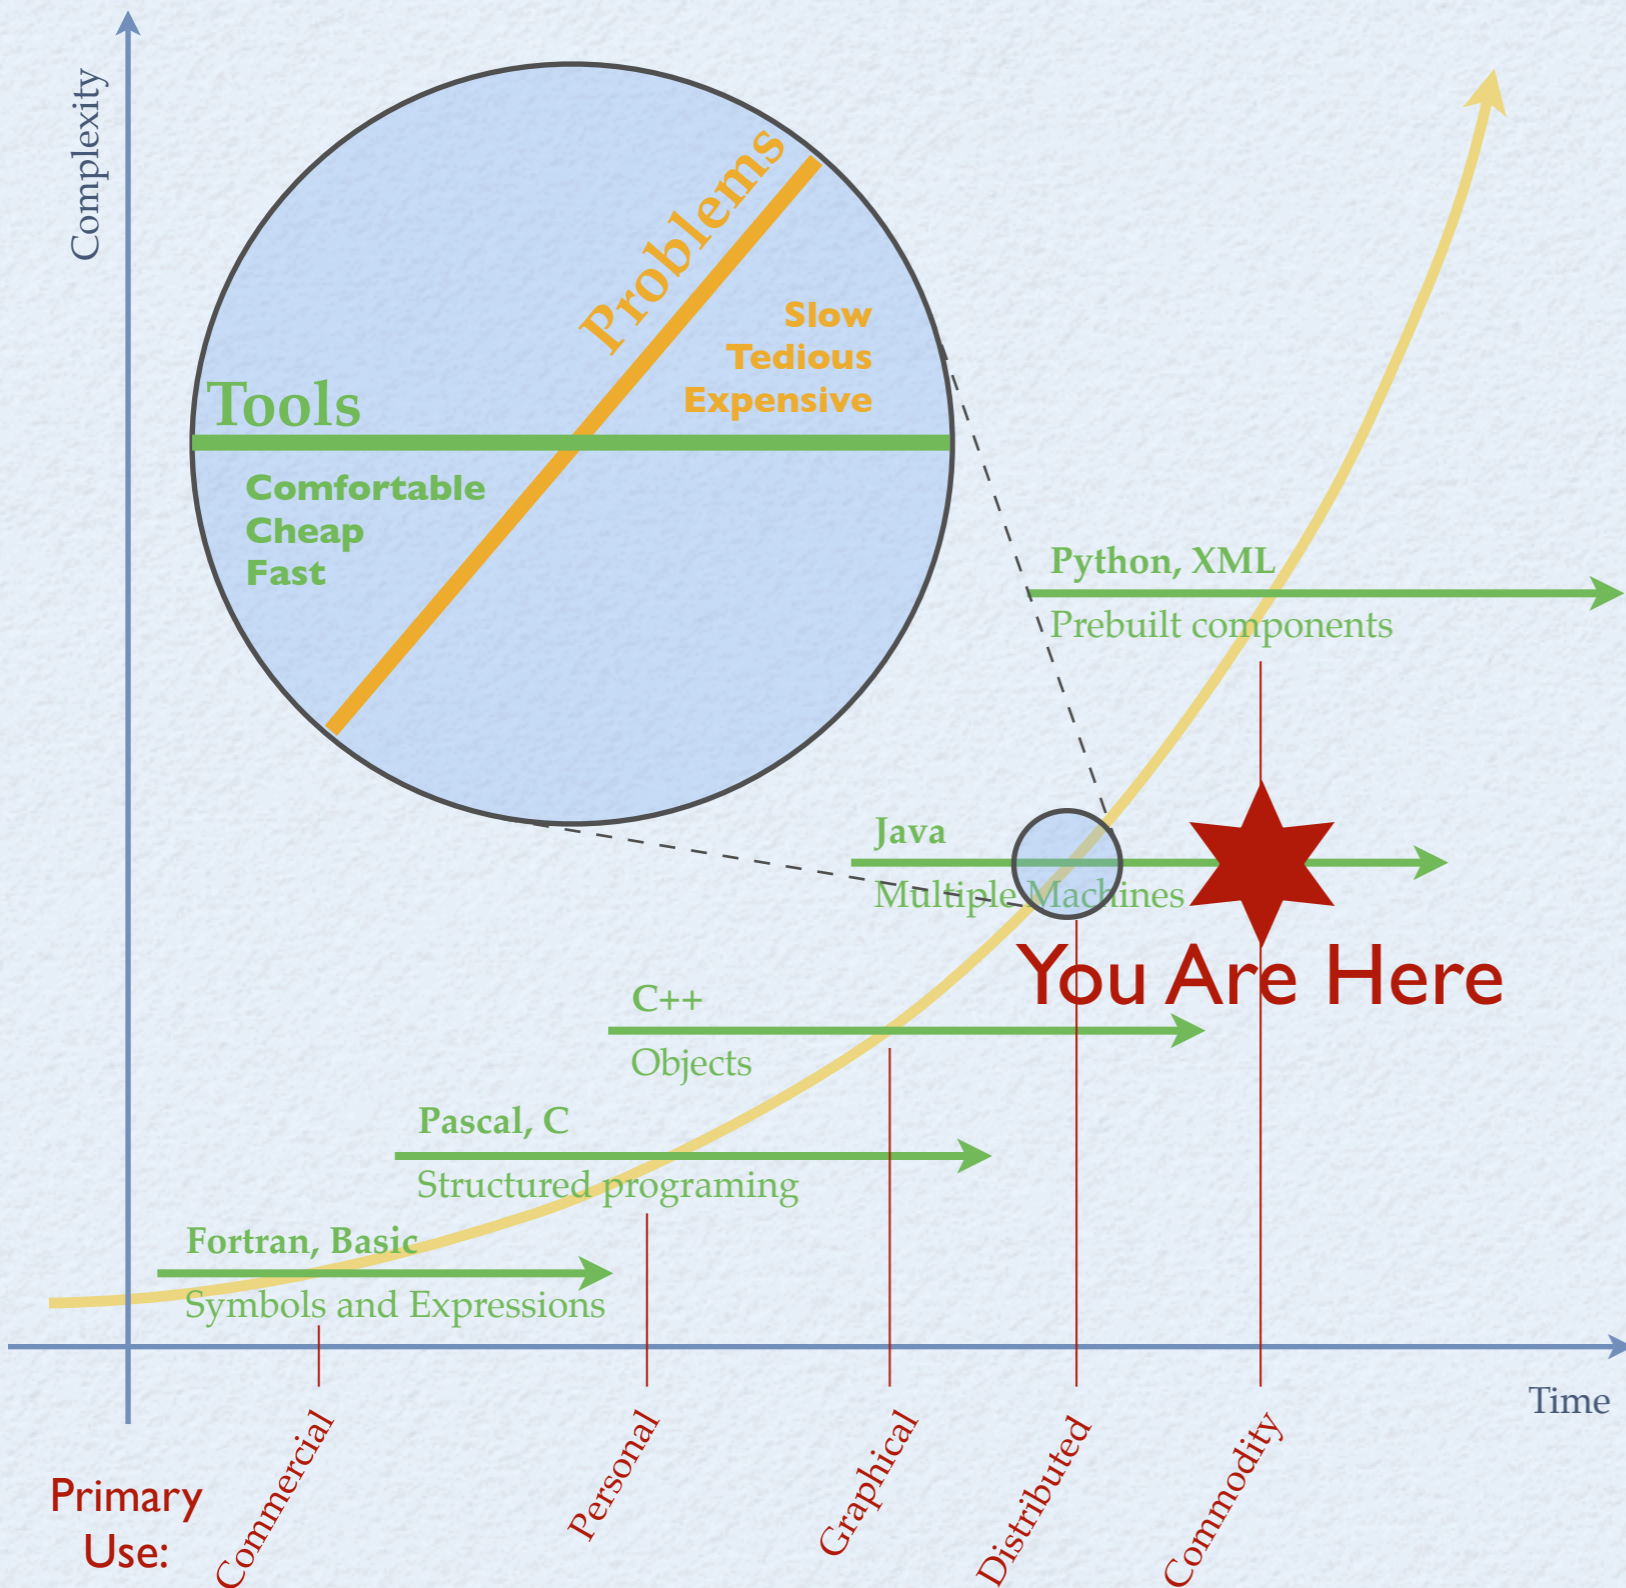 Complexity
Problems
Slow
Tedious
Expensive
Tools
Comfortable
Cheap
Fast
Python, XML
Prebuilt components
Java
Multiple Machines
You Are Here
C++
Objects
Pascal, C
Structured programing
Fortran, Basic
Symbols and Expressions
Time
Primary
Use:
Commercial
Personal
Graphical
Distributed
Commodity